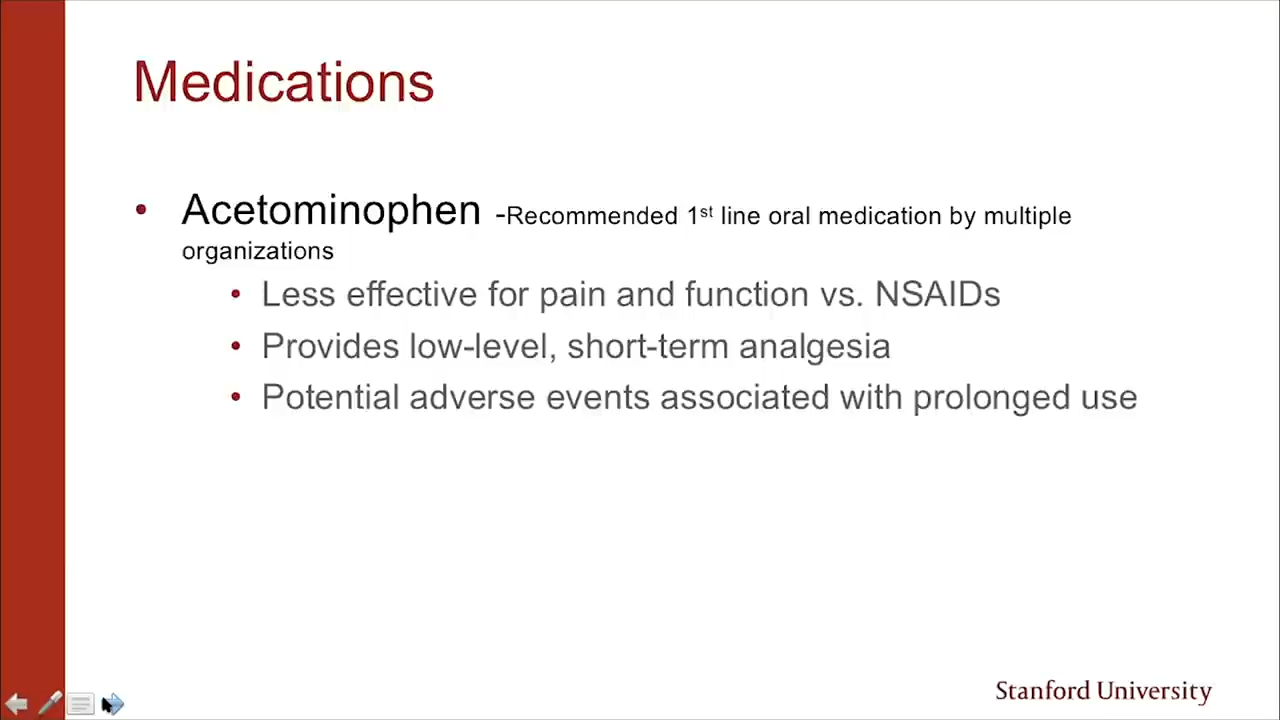 Medications
• Acetominophen -Recommended 1st line oral medication by multiple
organizations
• Less effective for pain and function vs. NSAIDs
• Provides low-level, short-term analgesia
• Potential adverse events associated with prolonged use
Stanford University